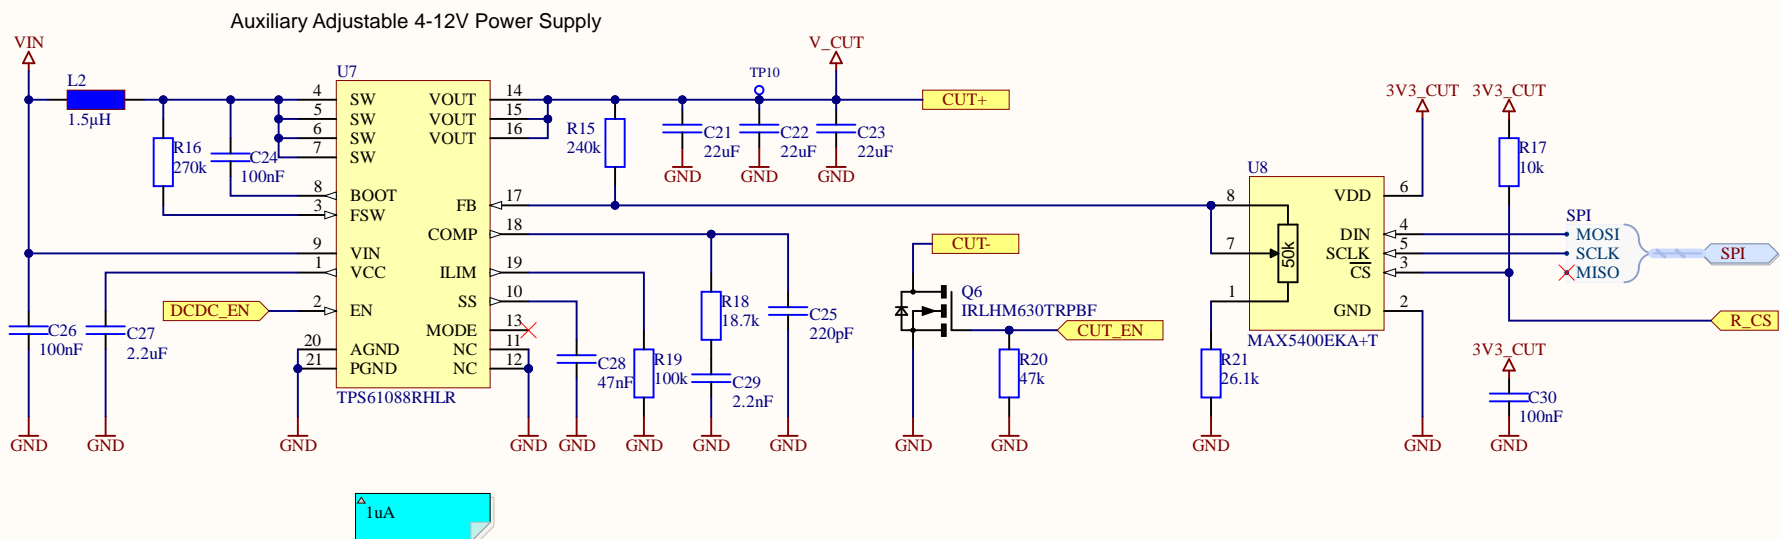 Auxiliary Adjustable 4-12V Power Supply
VIN
L2
1.5µH
R16
270k
C24
100nF
C26
100nF
C27
2.2uF
DCDC_EN
GND
GND
GND
U7
4 SW VOUT 14
5 SW VOUT 15
6 SW VOUT 16
7 SW
8 BOOT
3 FSW FB 17
COMP 18
9 VIN
1 VCC ILIM 19
SS 10
2 EN
MODE 13
20 AGND NC 11
21 PGND NC 12
TPS61088RHLR
GND
R15
240k
C21
22uF
GND
TP10
C22
22uF
GND
V_CUT
C23
22uF
GND
CUT+
C28
47nF
GND
R19
100k
GND
R18
18.7k
C29
2.2nF
GND
C25
220pF
GND
CUT-
Q6
IRLHM630TRPBF
CUT_EN
R20
47k
GND
GND
U8
8 VDD 6
DIN 4
7 50k SCLK 5
CS 3
1 GND 2
MAX5400EKA+T
R21
26.1k
GND
3V3_CUT
GND
3V3_CUT
R17
10k
SPI
MOSI
SCLK
MISO
SPI
R_CS
3V3_CUT
C30
100nF
GND
1uA